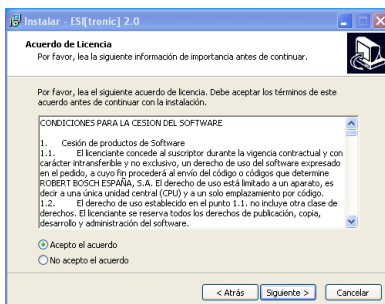 Instalar - ESI[tronic] 2.0
Acuerdo de Licencia
Por favor, lea la siguiente información de importancia antes de continuar.
Por favor, lea el siguiente acuerdo de licencia. Debe aceptar los términos de este
acuerdo antes de continuar con la instalación.
CONDICIONES PARA LA CESION DEL SOFTWARE
1. Cesión de productos de Software
1.1. El licenciante concede al suscriptor durante la vigencia contractual y con
carácter intransferible y no exclusivo, un derecho de uso del software expresado
en el pedido, a cuyo fin procederá al envío del código o códigos que determine
ROBERT BOSCH ESPAÑA, S.A. El derecho de uso está limitado a un aparato, es
decir a una única unidad central (CPU) y a un solo emplazamiento por código.
1.2. El derecho de uso establecido en el punto 1.1. no incluye otra clase de
derechos. El licenciante se reserva todos los derechos de publicación, copia,
desarrollo y administración del software.
Acepto el acuerdo
No acepto el acuerdo
< Atrás
Siguiente >
Cancelar